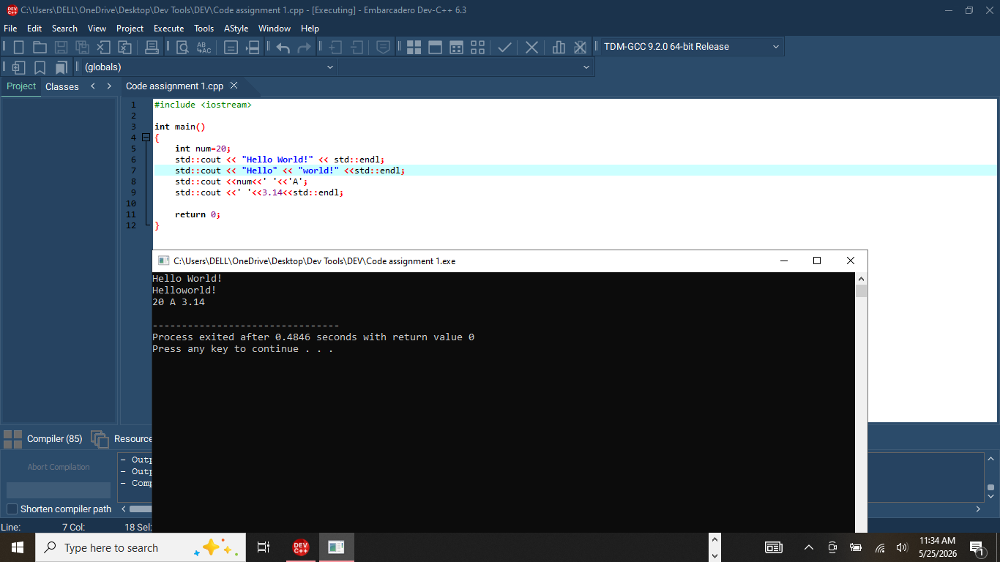 C:\Users\DELL\OneDrive\Desktop\Dev Tools\DEV\Code assignment 1.cpp - [Executing] - Embarcadero Dev-C++ 6.3
File Edit Search View Project Execute Tools AStyle Window Help
TDM-GCC 9.2.0 64-bit Release
(globals)
Project Classes
Code assignment 1.cpp
1 #include <iostream>
2
3 int main()
4 {
5     int num=20;
6     std::cout << "Hello World!" << std::endl;
7     std::cout << "Hello" << "world!" <<std::endl;
8     std::cout <<num<<' '<<'A';
9     std::cout <<' '<<3.14<<std::endl;
10
11     return 0;
12 }
C:\Users\DELL\OneDrive\Desktop\Dev Tools\DEV\Code assignment 1.exe
Hello World!
Helloworld!
20 A 3.14
--------------------------------
Process exited after 0.4846 seconds with return value 0
Press any key to continue . . .
Compiler (85) Resource
Abort Compilation
Shorten compiler path
- Outp
- Outp
- Comp
Line: 7 Col: 18 Sel:
Type here to search
DEV C++
11:34 AM
5/25/2026
1